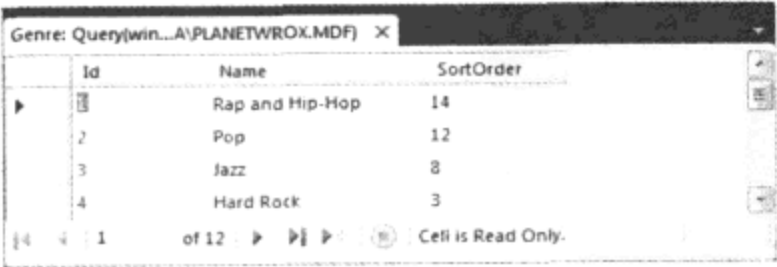 Genre: Query(win...A\PLANETWROX.MDF) ×
Id Name SortOrder
1 Rap and Hip-Hop 14
2 Pop 12
3 Jazz 8
4 Hard Rock 3
1 of 12 Cell is Read Only.